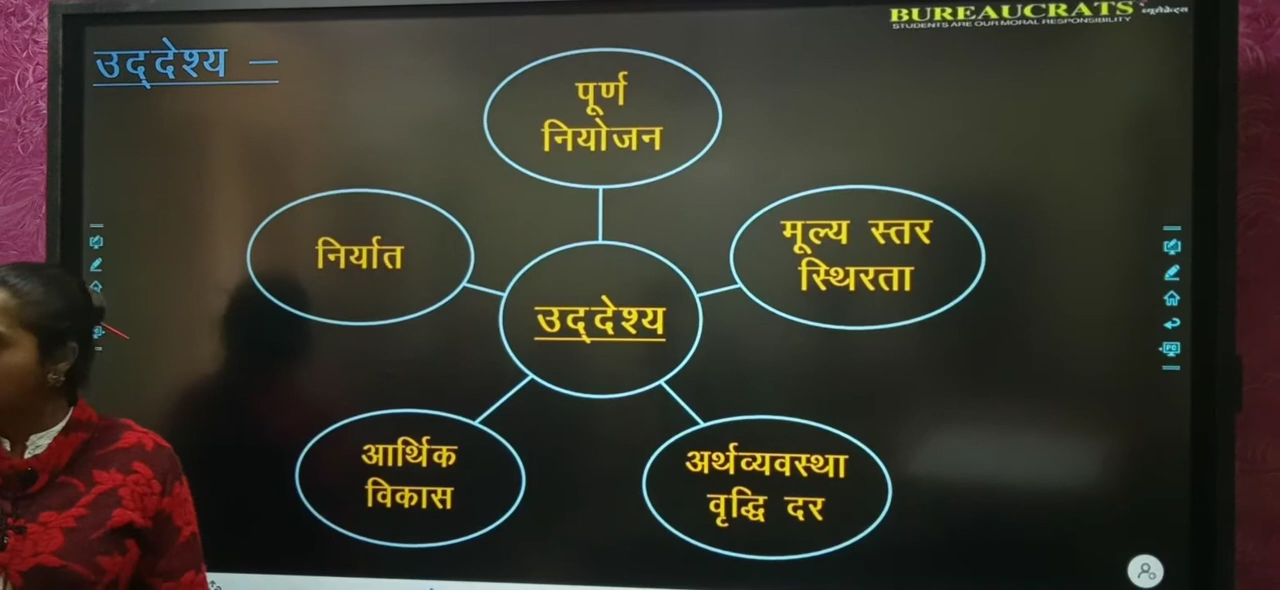 BUREAUCRATS ब्यूरोक्रेट्स
STUDENTS ARE OUR MORAL RESPONSIBILITY
उद्देश्य –
पूर्ण
नियोजन
निर्यात
मूल्य स्तर
स्थिरता
उद्देश्य
आर्थिक
विकास
अर्थव्यवस्था
वृद्धि दर